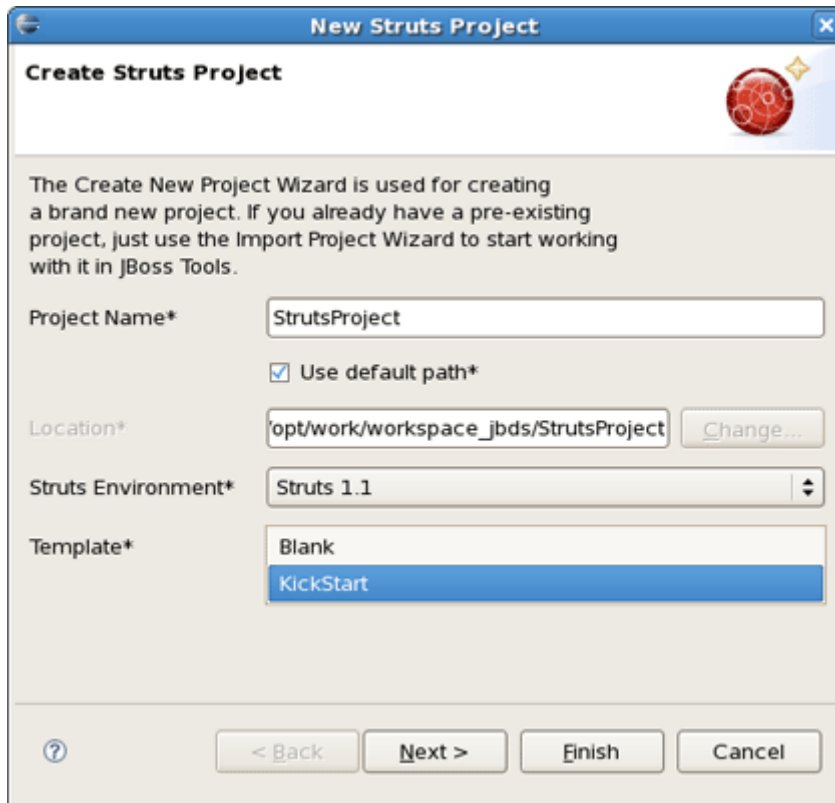 New Struts Project
Create Struts Project
The Create New Project Wizard is used for creating
a brand new project. If you already have a pre-existing
project, just use the Import Project Wizard to start working
with it in JBoss Tools.
Project Name* StrutsProject
Use default path*
Location* /opt/work/workspace_jbds/StrutsProject Change...
Struts Environment* Struts 1.1
Template* Blank
KickStart
? < Back Next > Finish Cancel